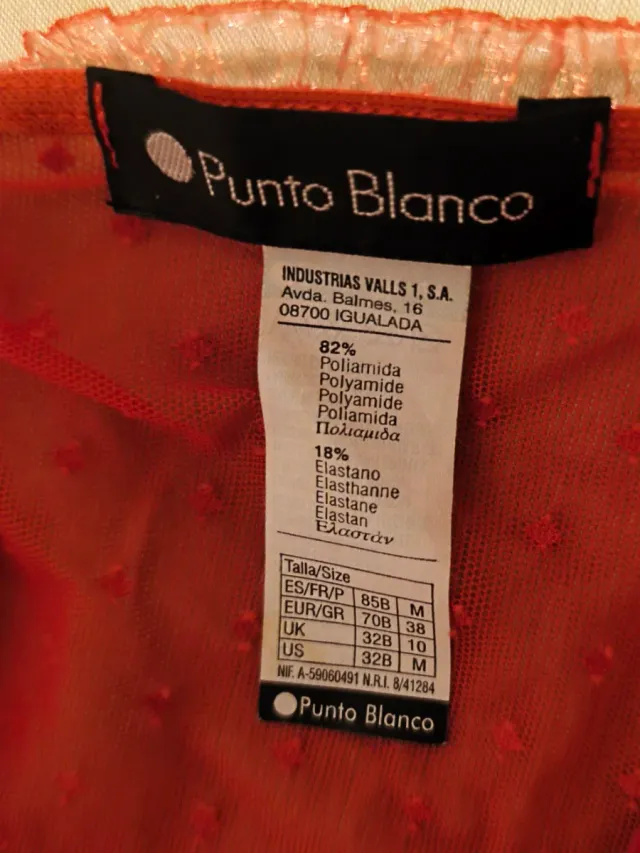 Punto Blanco
INDUSTRIAS VALLS 1, S.A.
Avda. Balmes, 16
08700 IGUALADA
82%
Poliamida
Polyamide
Polyamide
Poliamida
Πολιαμιδα
18%
Elastano
Elasthanne
Elastane
Elastan
Ελαστάν
Talla/Size
ES/FR/P 85B M
EUR/GR 70B 38
UK 32B 10
US 32B M
NIF. A-59060491 N.R.I. 8/41284
Punto Blanco